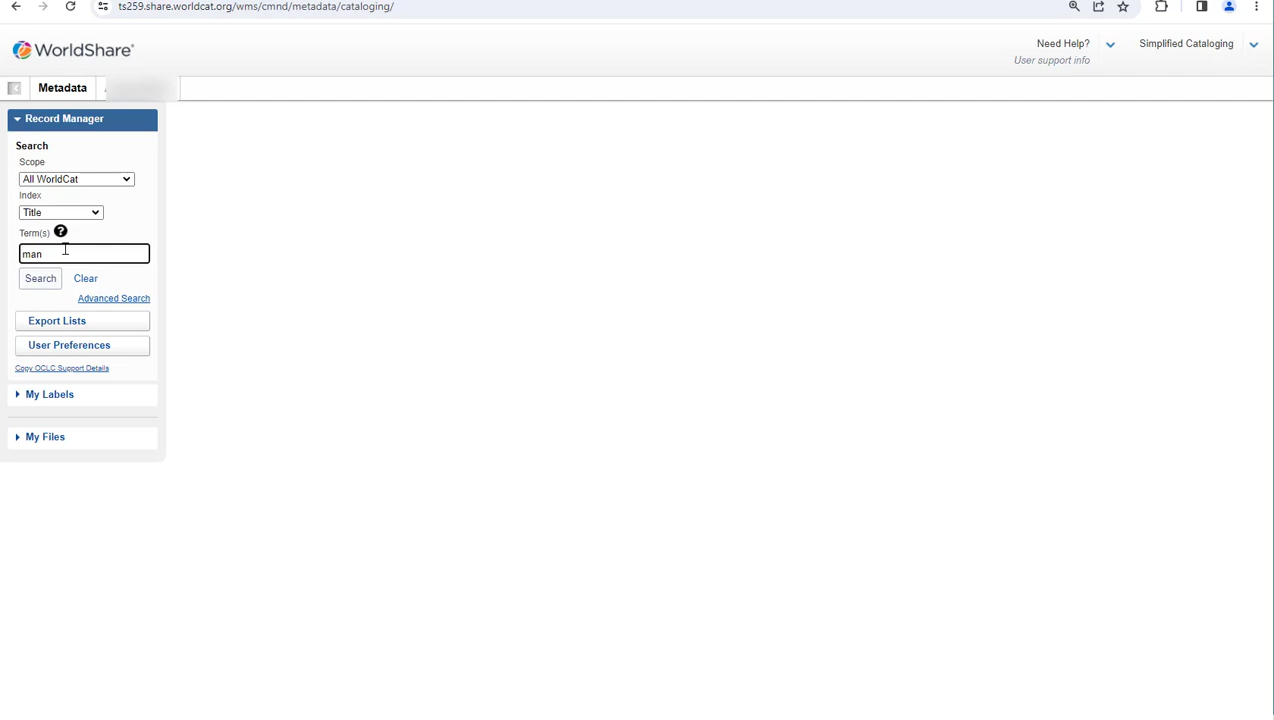 ts259.share.worldcat.org/wms/cmnd/metadata/cataloging/
WorldShare®
Need Help?
Simplified Cataloging
User support info
Metadata
Record Manager
Search
Scope
All WorldCat
Index
Title
Term(s) ?
man
Search Clear
Advanced Search
Export Lists
User Preferences
Copy OCLC Support Details
My Labels
My Files